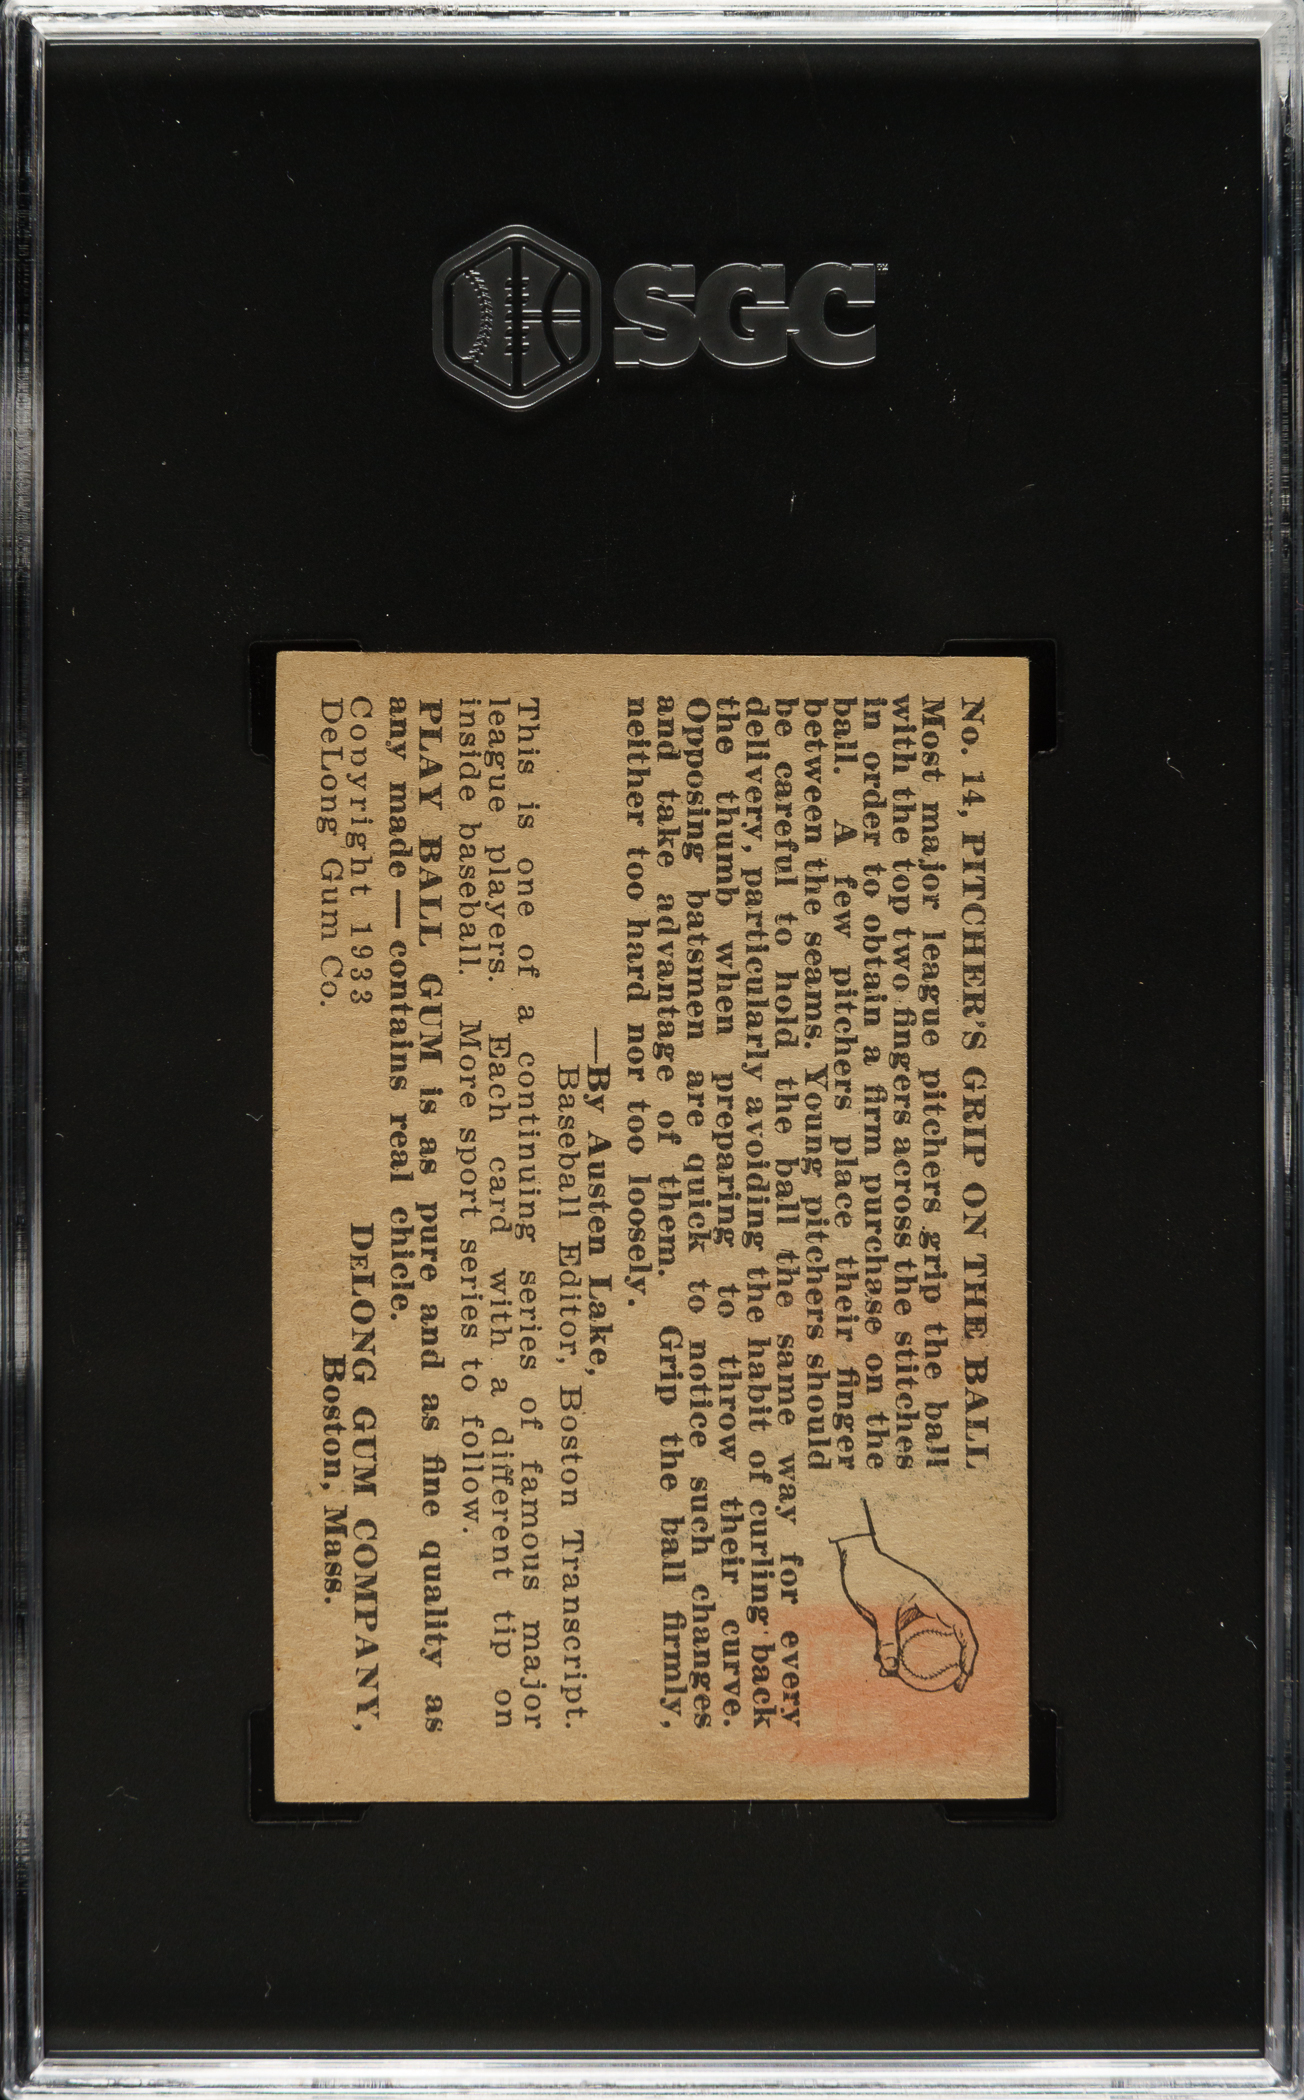 SGC™
No. 14, PITCHER'S GRIP ON THE BALL
Most major league pitchers grip the ball
with the top two fingers across the stitches
in order to obtain a firm purchase on the
ball. A few pitchers place their finger
between the seams. Young pitchers should
be careful to hold the ball the same way for every
delivery, particularly avoiding the habit of curling back
the thumb when preparing to throw their curve.
Opposing batsmen are quick to notice such changes
and take advantage of them. Grip the ball firmly,
neither too hard nor too loosely.
—By Austen Lake,
Baseball Editor, Boston Transcript.
This is one of a continuing series of famous major
league players. Each card with a different tip on
inside baseball. More sport series to follow.
PLAY BALL GUM is as pure and as fine quality as
any made — contains real chicle.
Copyright 1933 DELONG GUM COMPANY,
DeLong Gum Co. Boston, Mass.